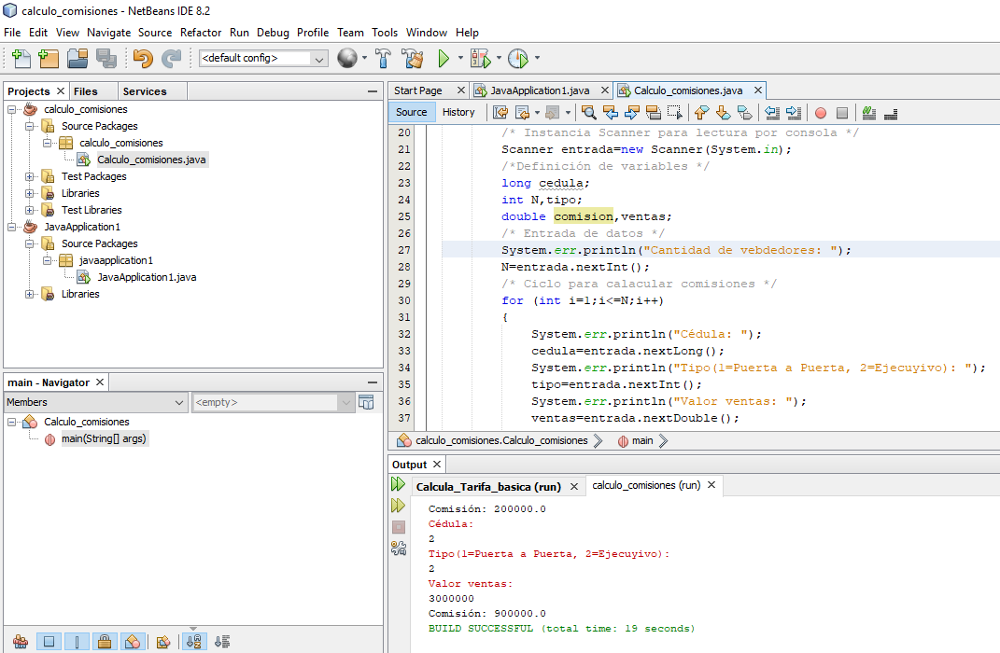 calculo_comisiones - NetBeans IDE 8.2
File Edit View Navigate Source Refactor Run Debug Profile Team Tools Window Help
<default config>
Projects Files Services
calculo_comisiones
Source Packages
calculo_comisiones
Calculo_comisiones.java
Test Packages
Libraries
Test Libraries
JavaApplication1
Source Packages
javaapplication1
JavaApplication1.java
Libraries
main - Navigator
Members <empty>
Calculo_comisiones
main(String[] args)
Start Page JavaApplication1.java Calculo_comisiones.java
Source History
20 /* Instancia Scanner para lectura por consola */
21 Scanner entrada=new Scanner(System.in);
22 /*Definición de variables */
23 long cedula;
24 int N,tipo;
25 double comision,ventas;
26 /* Entrada de datos */
27 System.err.println("Cantidad de vebdedores: ");
28 N=entrada.nextInt();
29 /* Ciclo para calacular comisiones */
30 for (int i=1;i<=N;i++)
31 {
32 System.err.println("Cédula: ");
33 cedula=entrada.nextLong();
34 System.err.println("Tipo(1=Puerta a Puerta, 2=Ejecuyivo): ");
35 tipo=entrada.nextInt();
36 System.err.println("Valor ventas: ");
37 ventas=entrada.nextDouble();
calculo_comisiones.Calculo_comisiones main
Output
Calcula_Tarifa_basica (run) calculo_comisiones (run)
Comisión: 200000.0
Cédula:
2
Tipo(1=Puerta a Puerta, 2=Ejecuyivo):
2
Valor ventas:
3000000
Comisión: 900000.0
BUILD SUCCESSFUL (total time: 19 seconds)